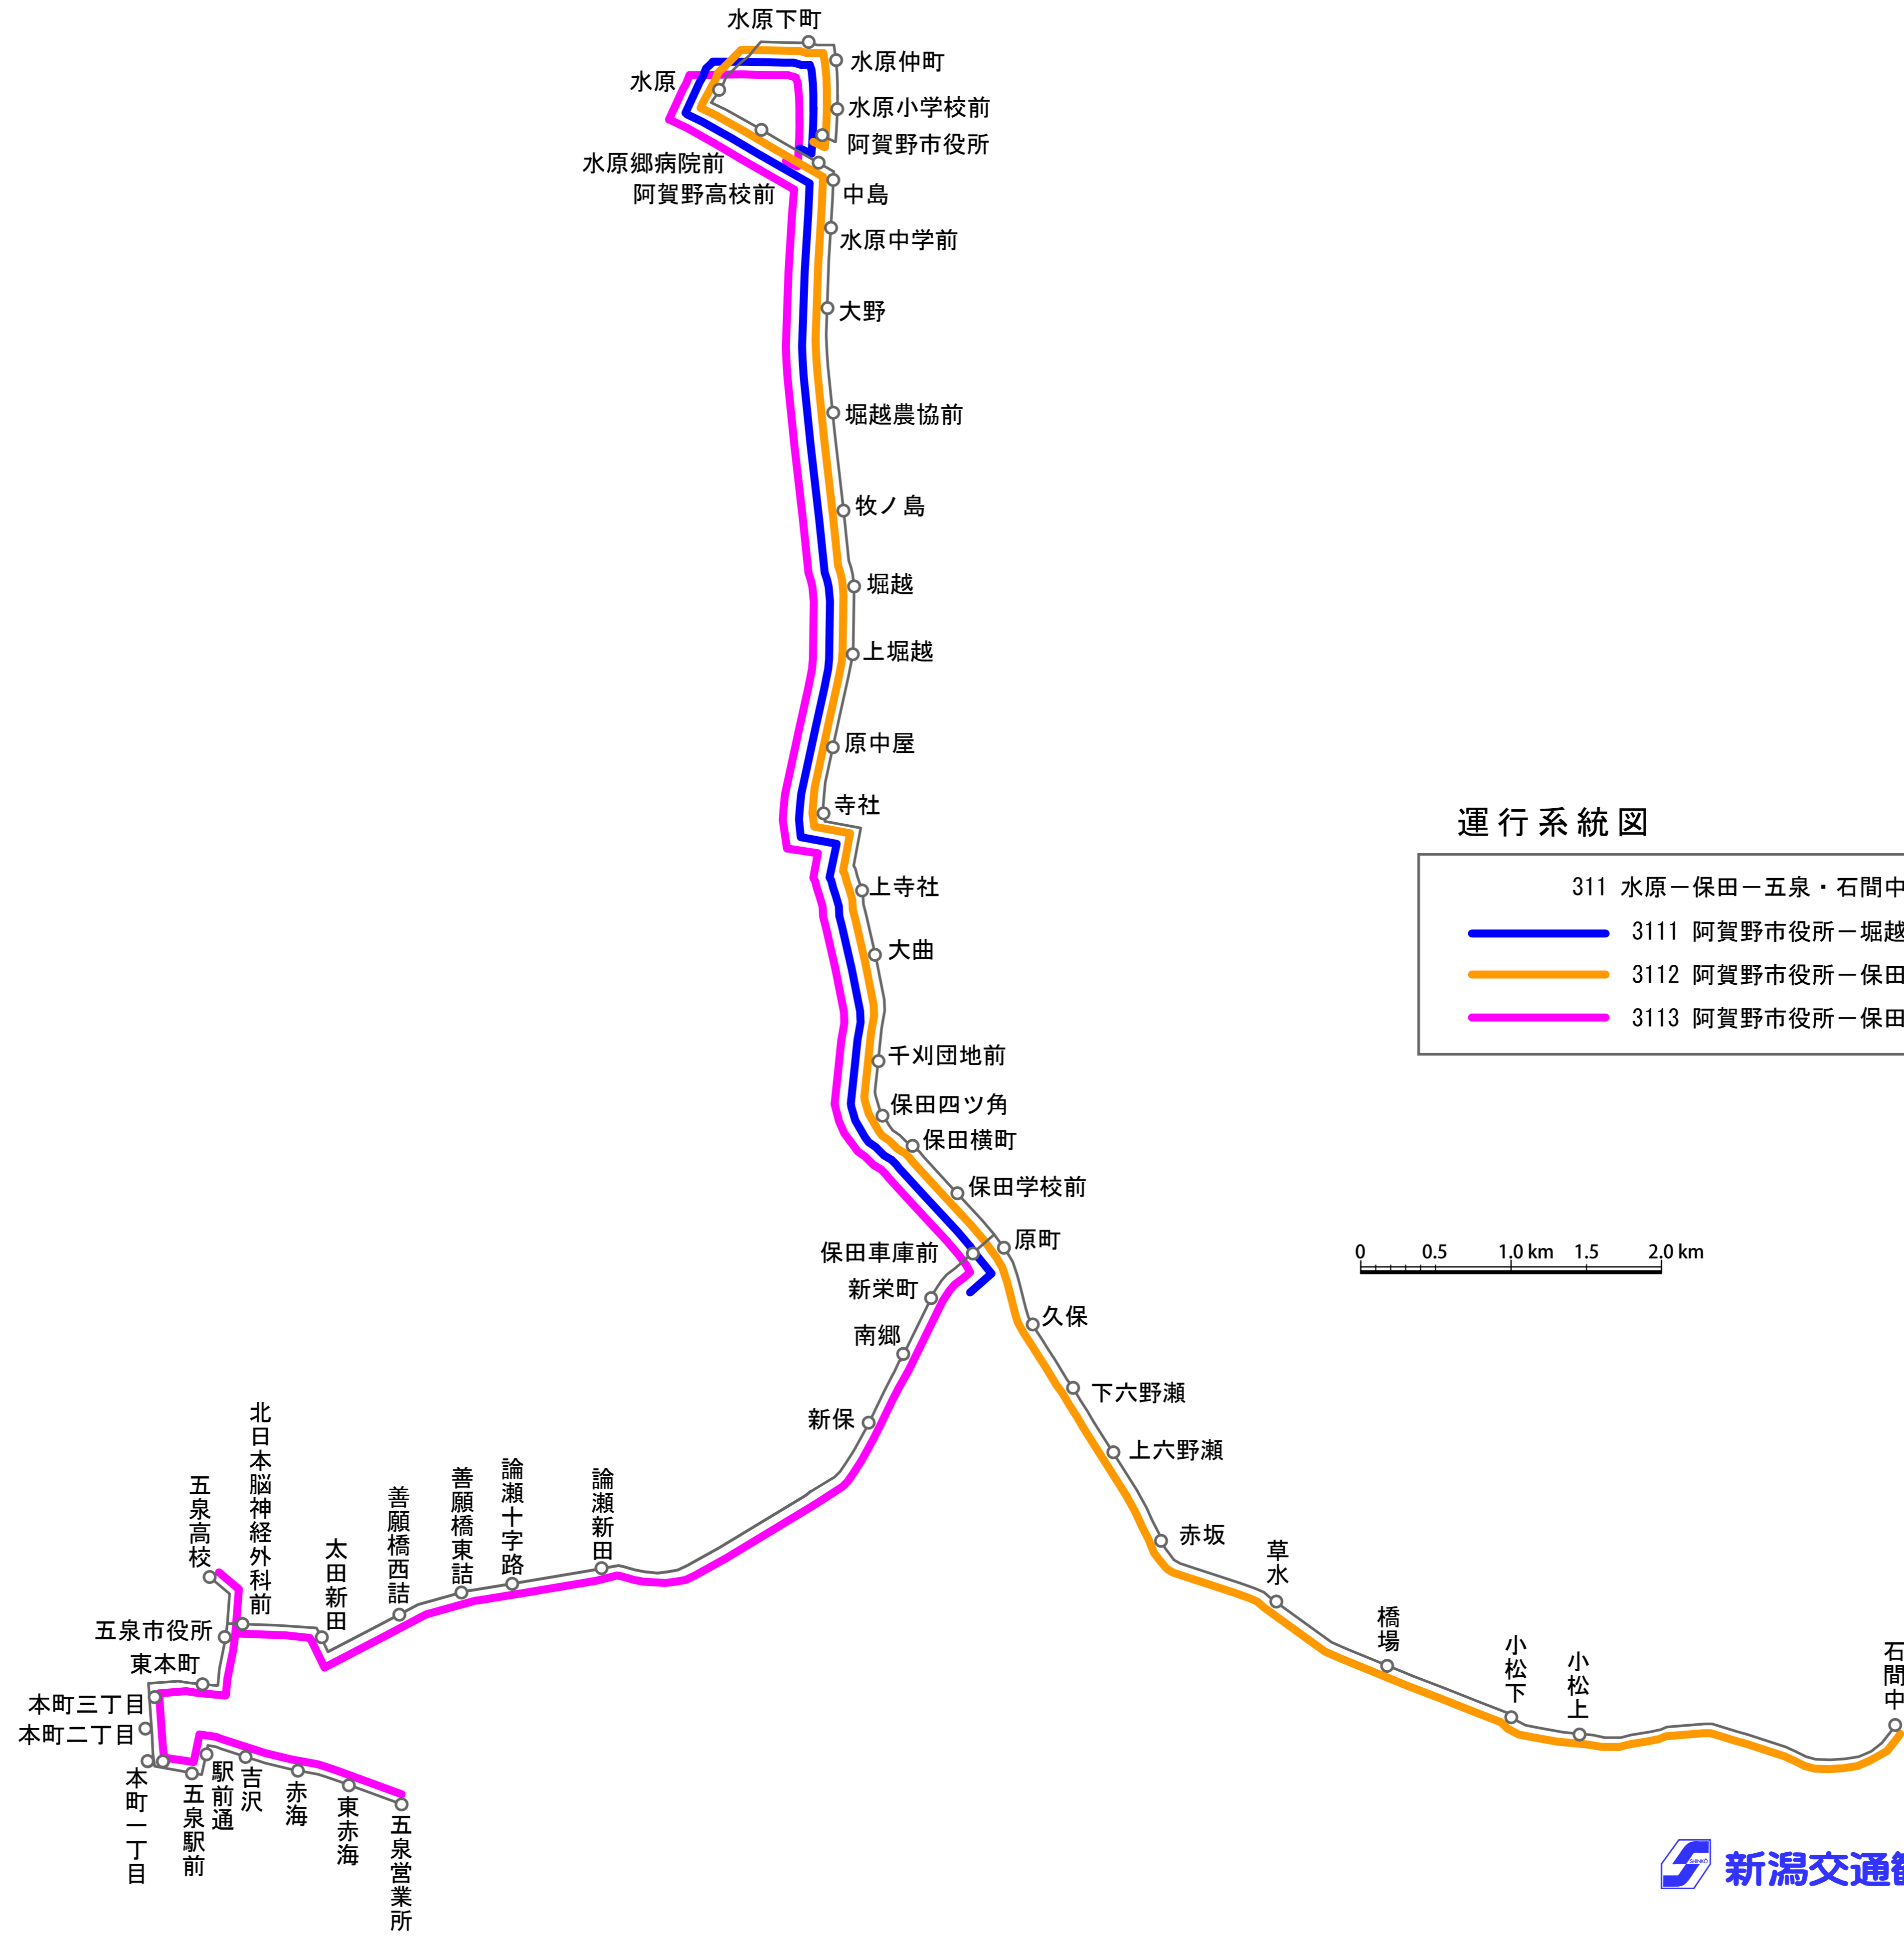 水原下町
水原仲町
水原
水原小学校前
阿賀野市役所
水原郷病院前
阿賀野高校前
中島
水原中学前
大野
堀越農協前
牧ノ島
堀越
上堀越
原中屋
寺社
運行系統図
311 水原－保田－五泉・石間中
上寺社
3111 阿賀野市役所－堀越
大曲
3112 阿賀野市役所－保田
3113 阿賀野市役所－保田
千刈団地前
保田四ツ角
保田横町
保田学校前
原町
保田車庫前
0 0.5 1.0 km 1.5 2.0 km
新栄町
久保
南郷
下六野瀬
新保
上六野瀬
北日本脳神経外科前
五泉高校
善願橋西詰
善願橋東詰
論瀬十字路
論瀬新田
太田新田
赤坂
草水
橋場
小松下
小松上
石間中
五泉市役所
東本町
本町三丁目
本町二丁目
本町一丁目
五泉駅前
駅前通
吉沢
赤海
東赤海
五泉営業所
SHINKO
新潟交通